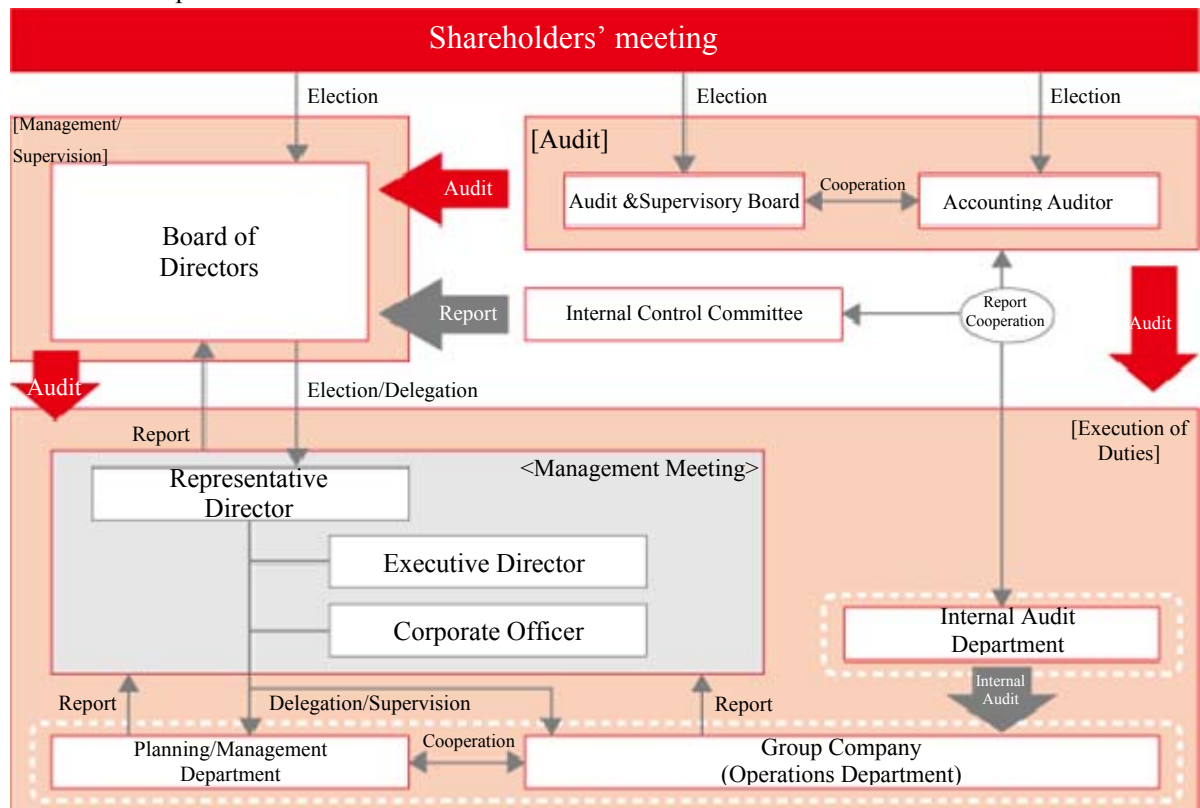 Shareholders' meeting
Election
Election
Election
[Management/
Supervision]
[Audit]
Audit
Cooperation
Audit &Supervisory Board
Accounting Auditor
Board of
Directors
Report
Internal Control Committee
Report
Cooperation
Audit
Audit
Election/Delegation
Report
[Execution of
Duties]
<Management Meeting>
Representative
Director
Executive Director
Corporate Officer
Internal Audit
Department
Internal
Audit
Report
Delegation/Supervision
Report
Planning/Management
Department
Cooperation
Group Company
(Operations Department)